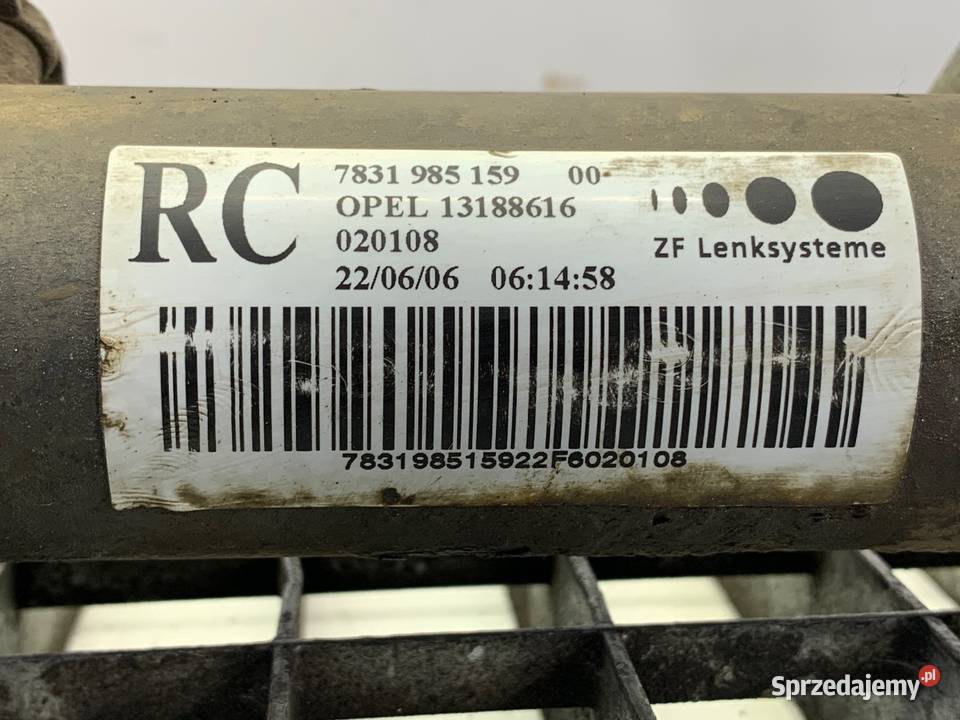 RC
7831 985 159 00
OPEL 13188616
020108
22/06/06 06:14:58
ZF Lenksysteme
783198515922F6020108
Sprzedajemy.pl